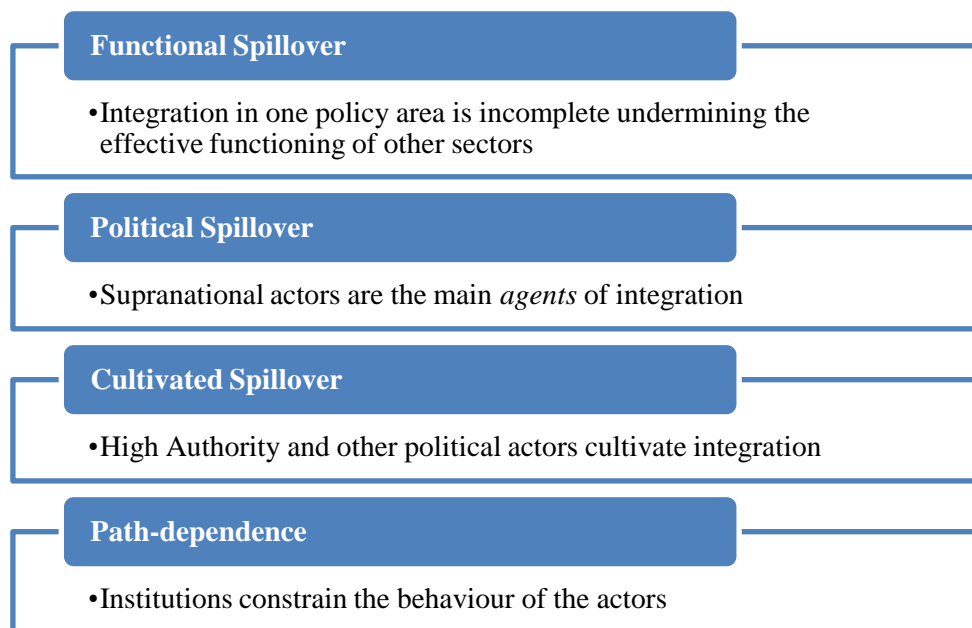 Functional Spillover
•Integration in one policy area is incomplete undermining the
effective functioning of other sectors
Political Spillover
•Supranational actors are the main agents of integration
Cultivated Spillover
•High Authority and other political actors cultivate integration
Path-dependence
•Institutions constrain the behaviour of the actors